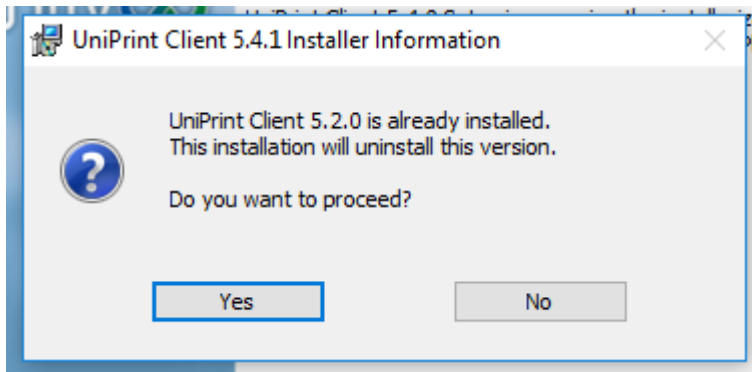 UniPrint Client 5.4.1 Installer Information
UniPrint Client 5.2.0 is already installed.
This installation will uninstall this version.
Do you want to proceed?
Yes
No